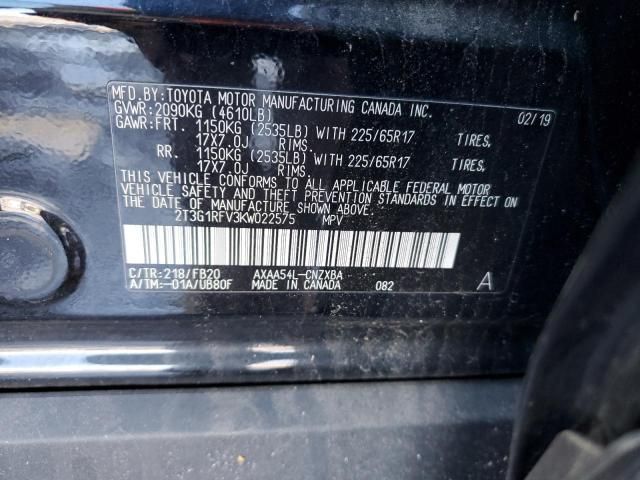 MFD.BY:TOYOTA MOTOR MANUFACTURING CANADA INC. 02/19
GVWR:2090KG (4610LB)
GAWR:FRT. 1150KG (2535LB) WITH 225/65R17 TIRES,
17X7.0J RIMS.
RR. 1150KG (2535LB) WITH 225/65R17 TIRES,
17X7.0J RIMS.
THIS VEHICLE CONFORMS TO ALL APPLICABLE FEDERAL MOTOR
VEHICLE SAFETY AND THEFT PREVENTION STANDARDS IN EFFECT ON
THE DATE OF MANUFACTURE SHOWN ABOVE.
2T3G1RFV3KW022575 MPV
C/TR:218/FB20 AXAA54L-CNZXBA
A/TM:-01A/UB80F MADE IN CANADA 082 A